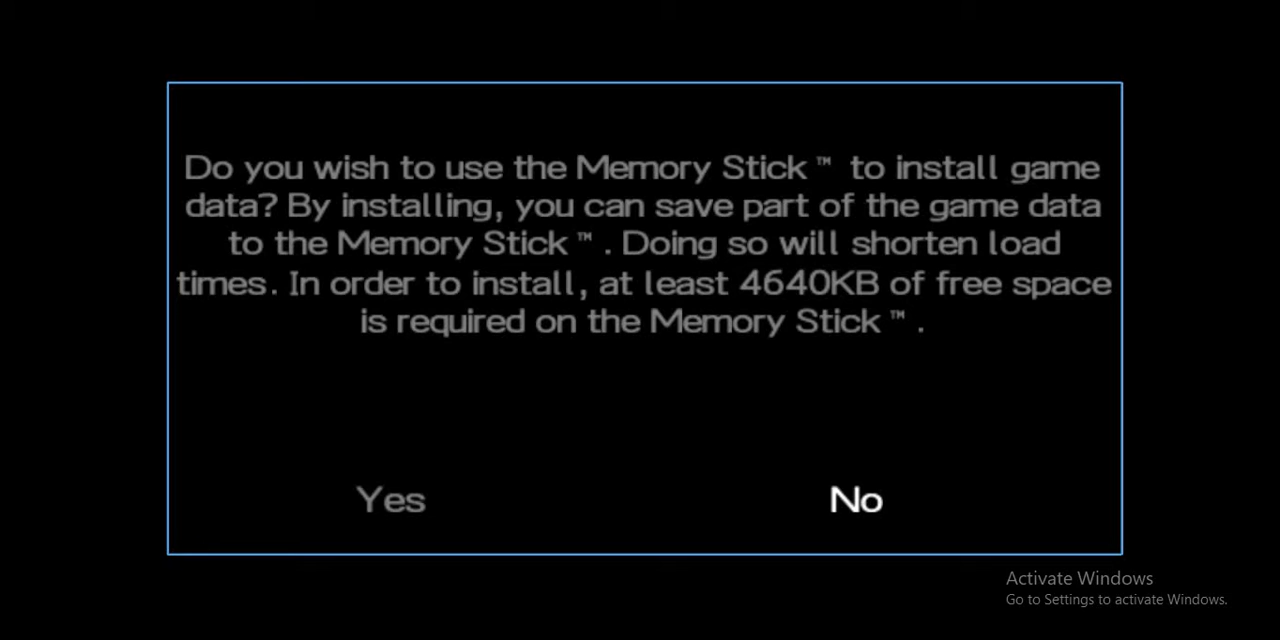 Do you wish to use the Memory Stick™ to install game
data? By installing, you can save part of the game data
to the Memory Stick™. Doing so will shorten load
times. In order to install, at least 4640KB of free space
is required on the Memory Stick™.
Yes No
Activate Windows
Go to Settings to activate Windows.